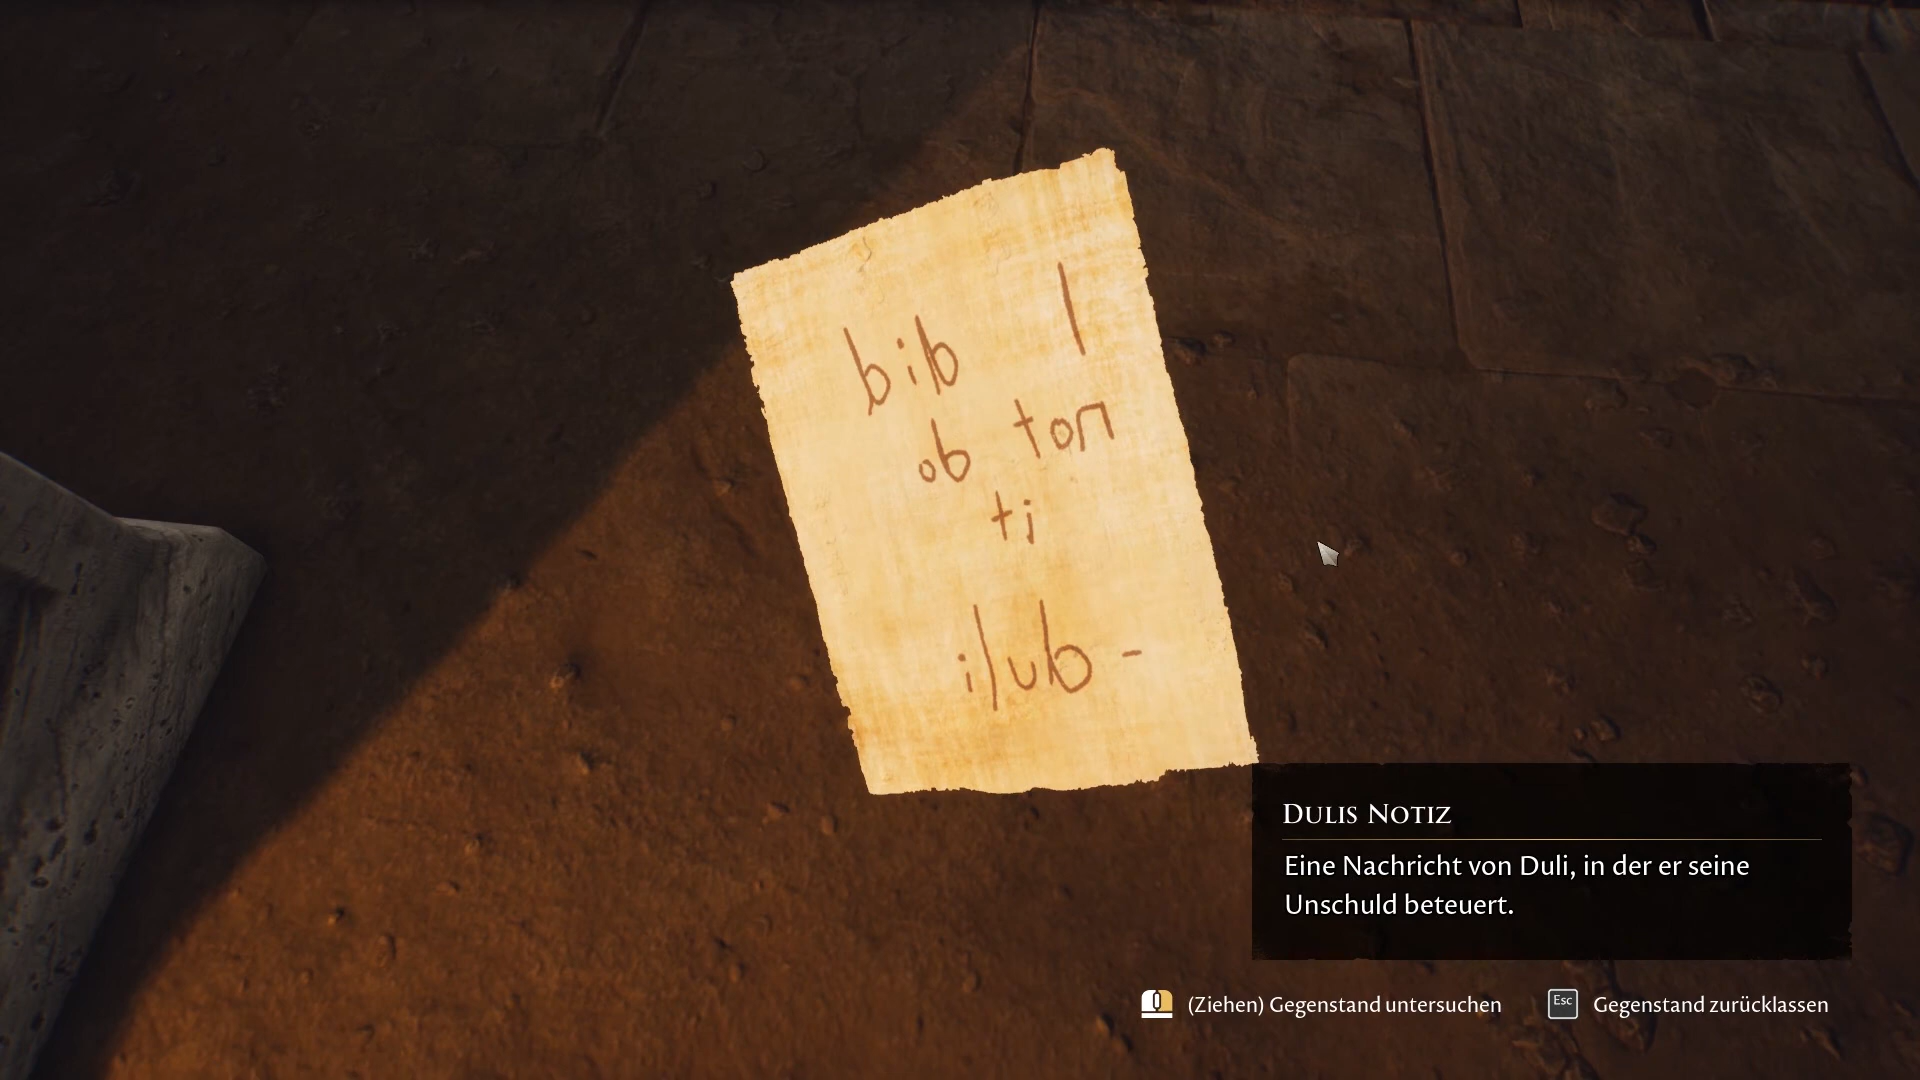 bib I
ob ton
ti
ilub -
Dulis Notiz
Eine Nachricht von Duli, in der er seine
Unschuld beteuert.
(Ziehen) Gegenstand untersuchen
Esc Gegenstand zurücklassen